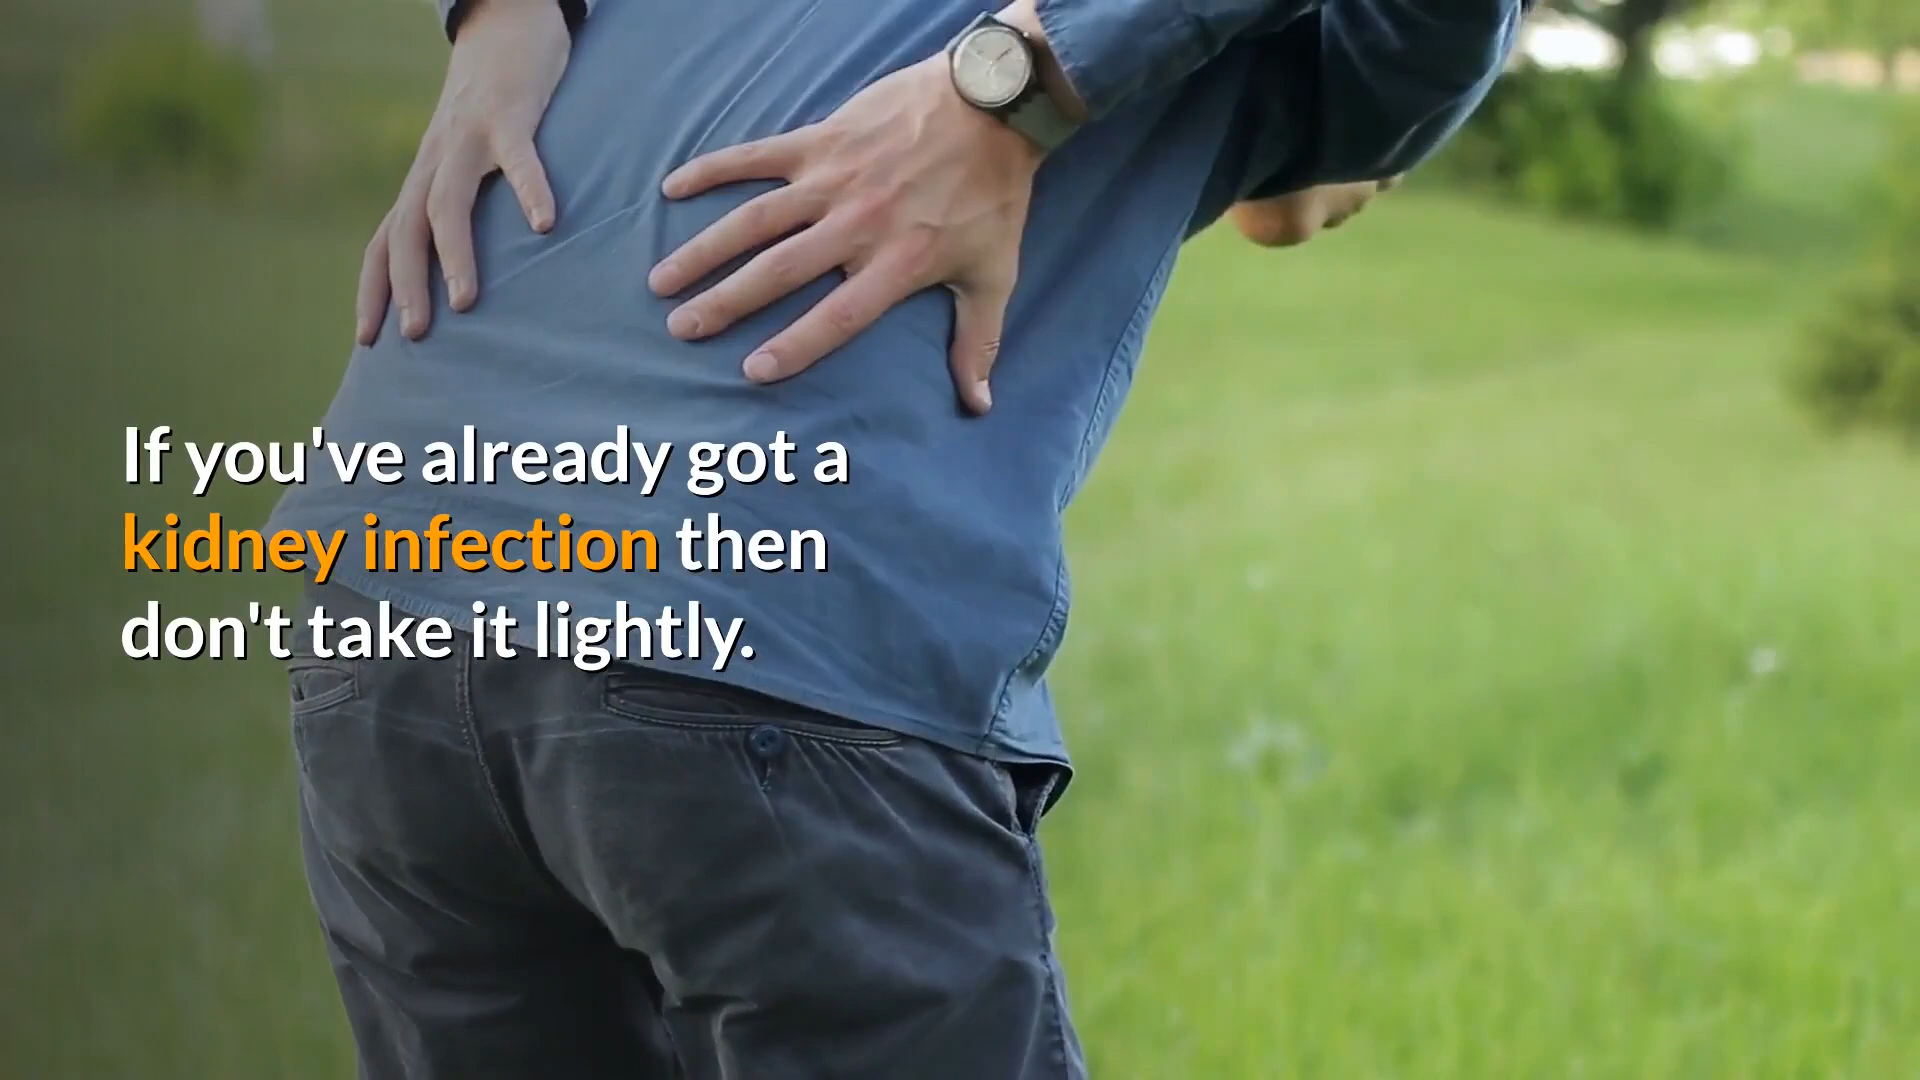 If you've already got a
kidney infection then
don't take it lightly.